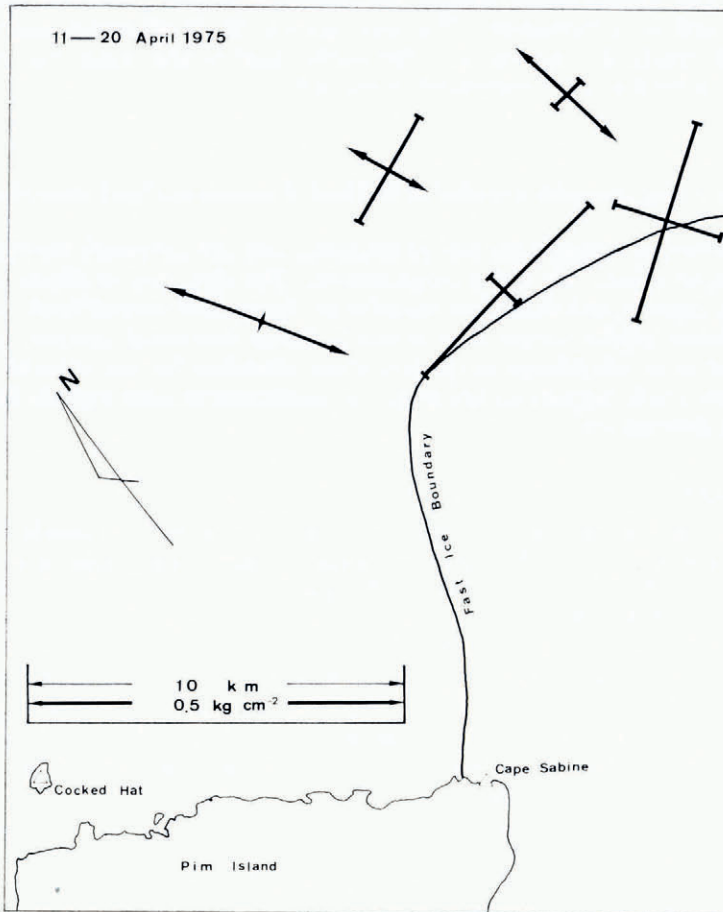 11—20 April 1975
N
Fast Ice Boundary
10 km
0,5 kg cm⁻²
Cape Sabine
Cocked Hat
Pim Island